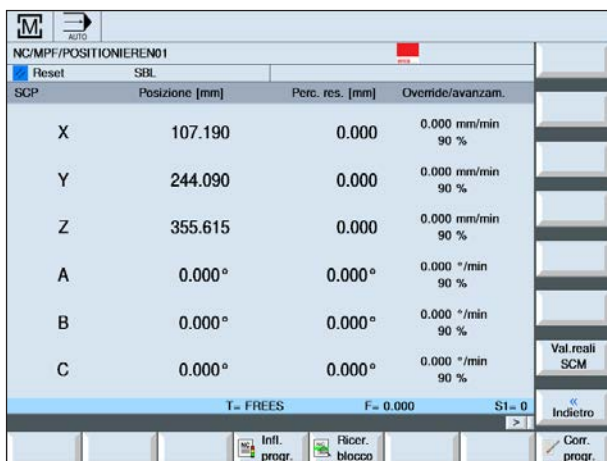 M AUTO
NC/MPF/POSITIONIEREN01
Reset SBL
SCP Posizione [mm] Perc. res. [mm] Override/avanzam.
X 107.190 0.000 0.000 mm/min
90 %
Y 244.090 0.000 0.000 mm/min
90 %
Z 355.615 0.000 0.000 mm/min
90 %
A 0.000° 0.000° 0.000 °/min
90 %
B 0.000° 0.000° 0.000 °/min
90 %
C 0.000° 0.000° 0.000 °/min
90 %
Val.reali
SCM
T= FREES F= 0.000 S1= 0
«
Indietro
>
Infl.
progr.
Ricer.
blocco
Corr.
progr.